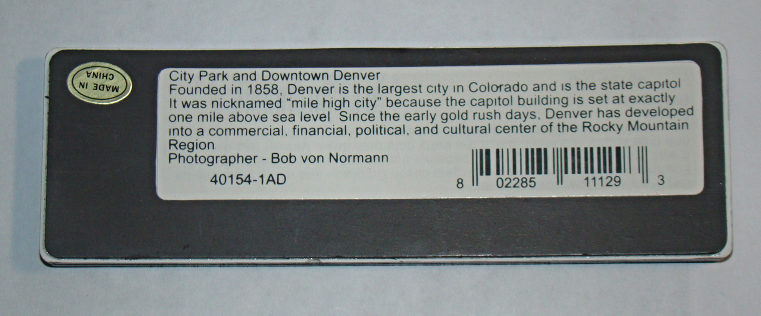 MADE IN
CHINA
City Park and Downtown Denver
Founded in 1858, Denver is the largest city in Colorado and is the state capitol
It was nicknamed "mile high city" because the capitol building is set at exactly
one mile above sea level Since the early gold rush days, Denver has developed
into a commercial, financial, political, and cultural center of the Rocky Mountain
Region
Photographer - Bob von Normann
40154-1AD
8 02285 11129 3